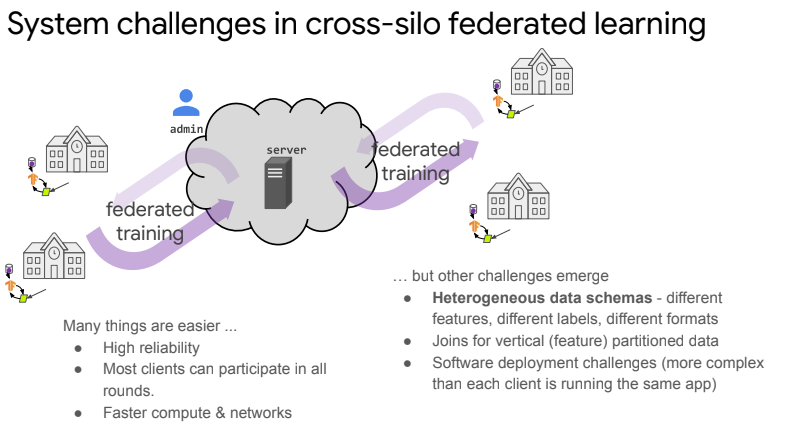 System challenges in cross-silo federated learning
admin
server
federated
training
federated
training
Many things are easier ...
● High reliability
● Most clients can participate in all
rounds.
● Faster compute & networks
… but other challenges emerge
● Heterogeneous data schemas - different
features, different labels, different formats
● Joins for vertical (feature) partitioned data
● Software deployment challenges (more complex
than each client is running the same app)